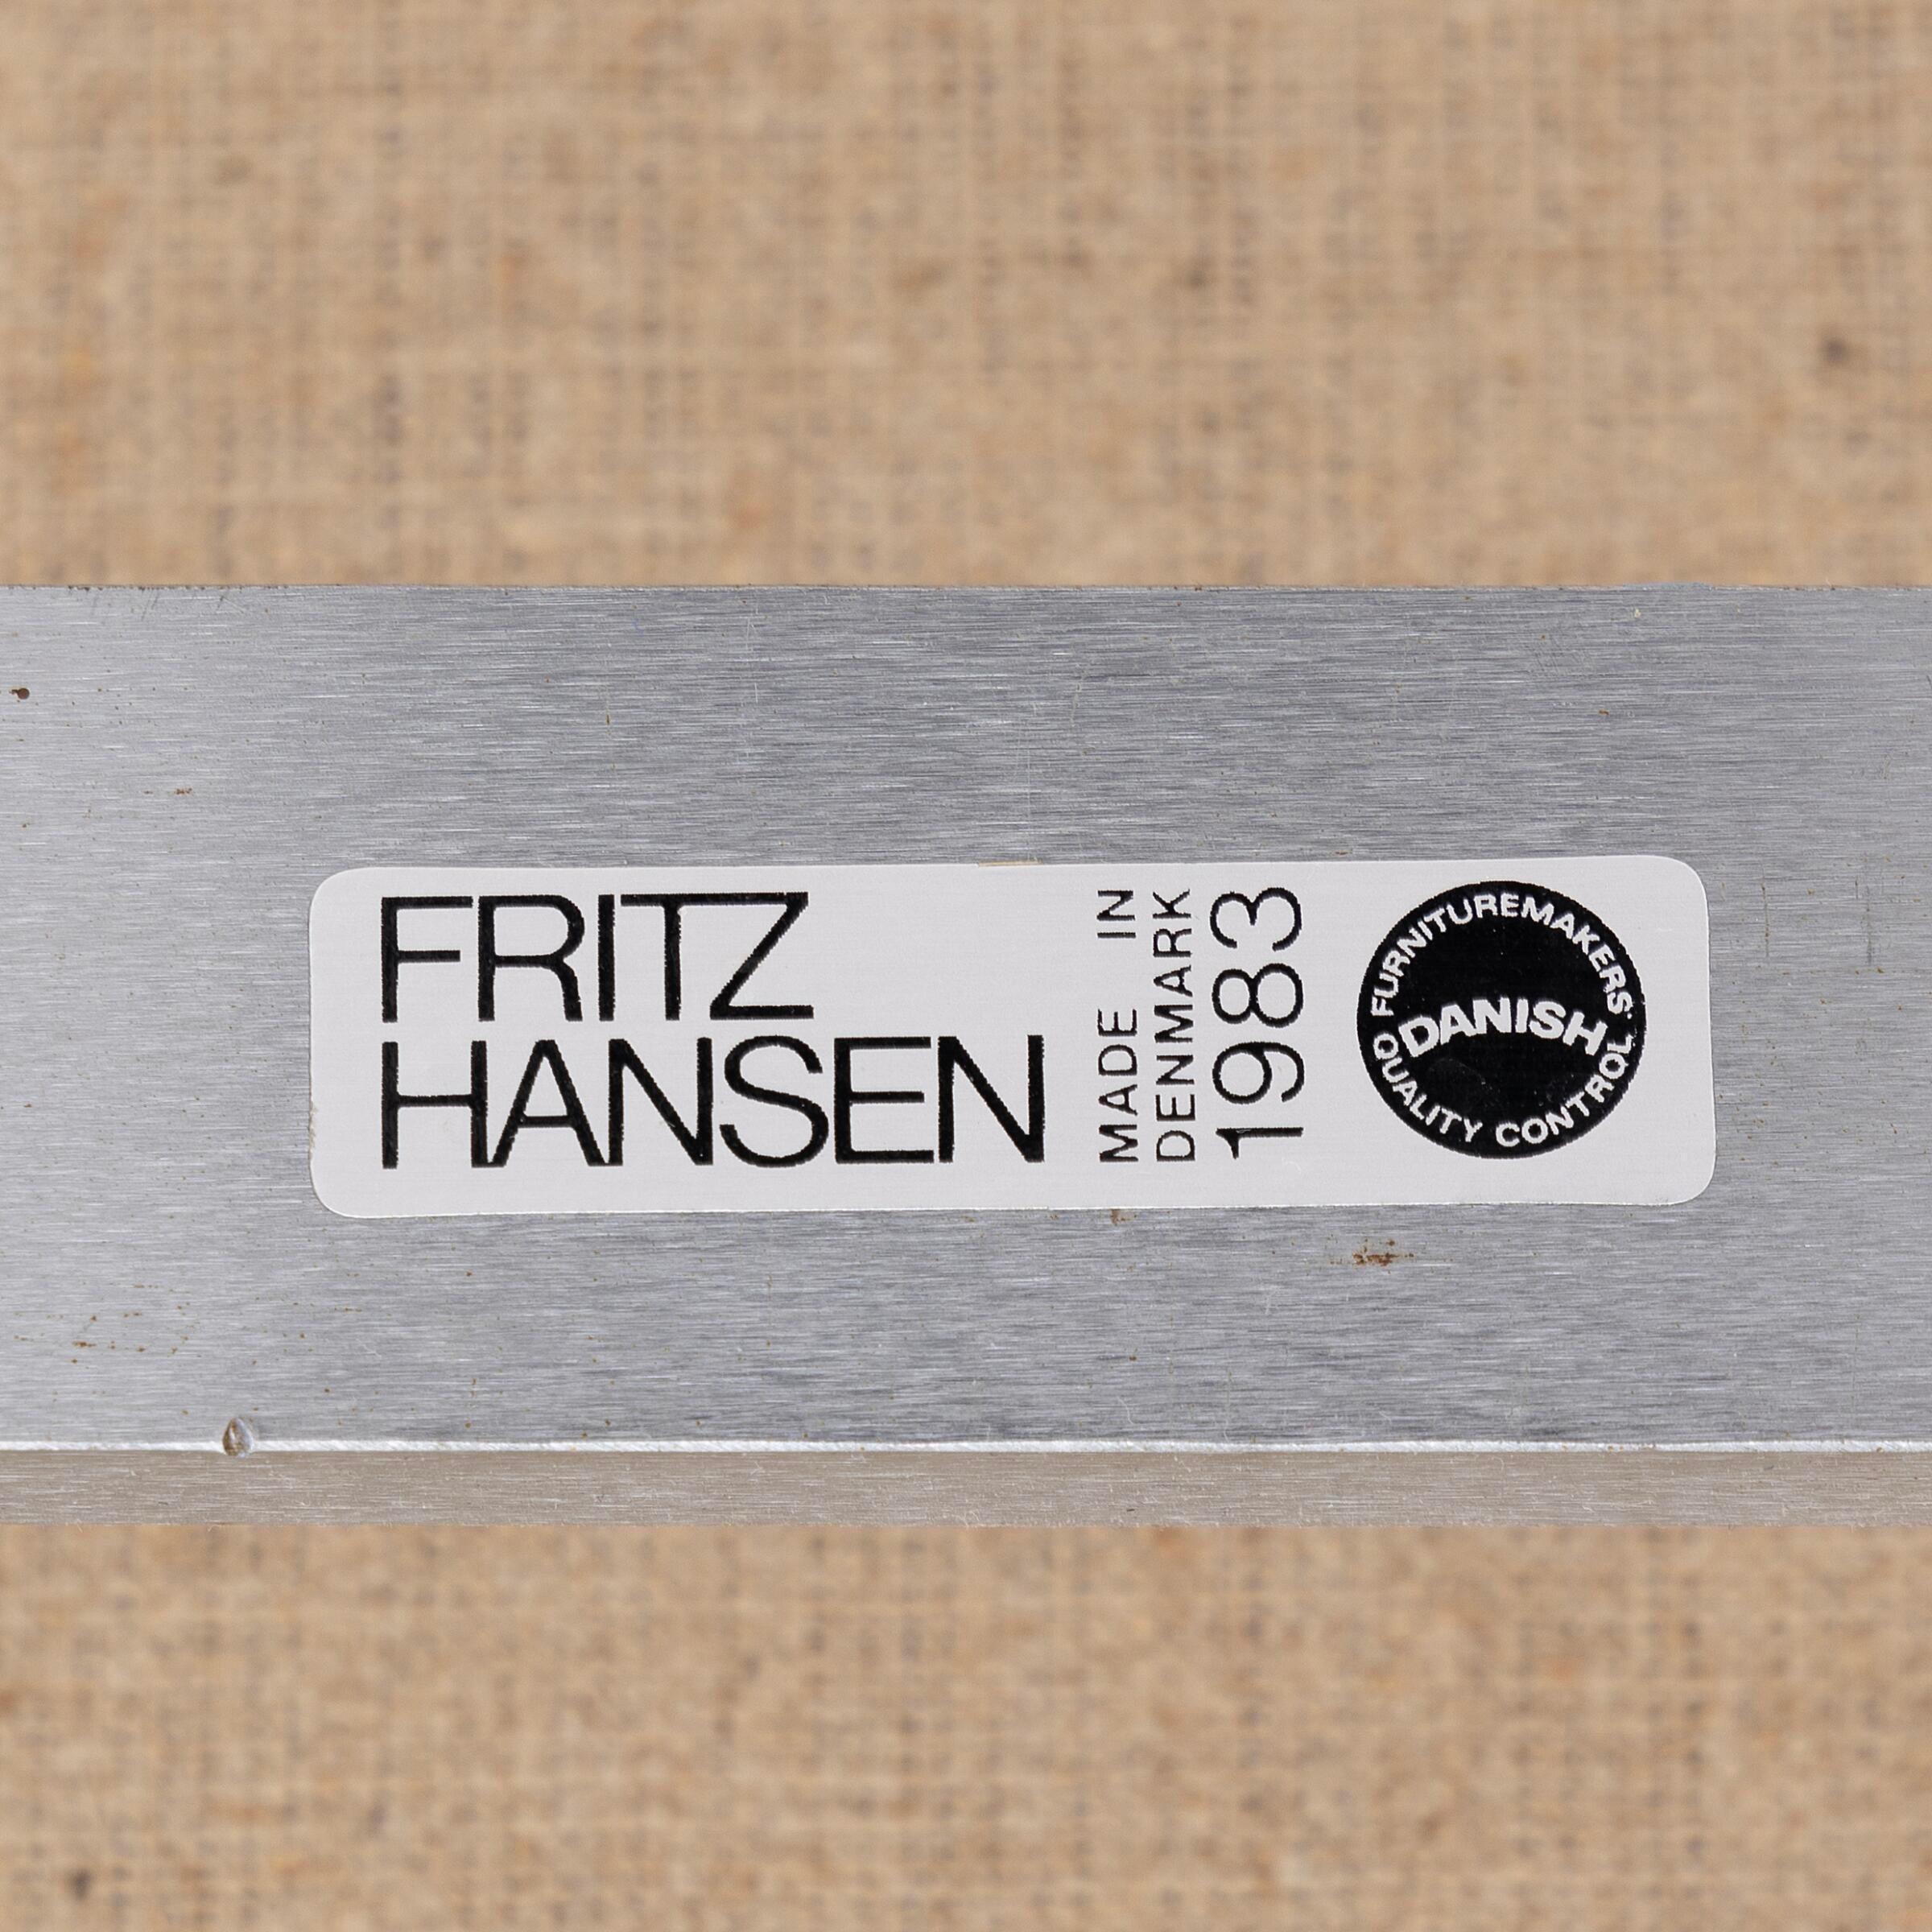 FRITZ
HANSEN
MADE IN
DENMARK
1983
FURNITUREMAKERS'
DANISH
QUALITY CONTROL